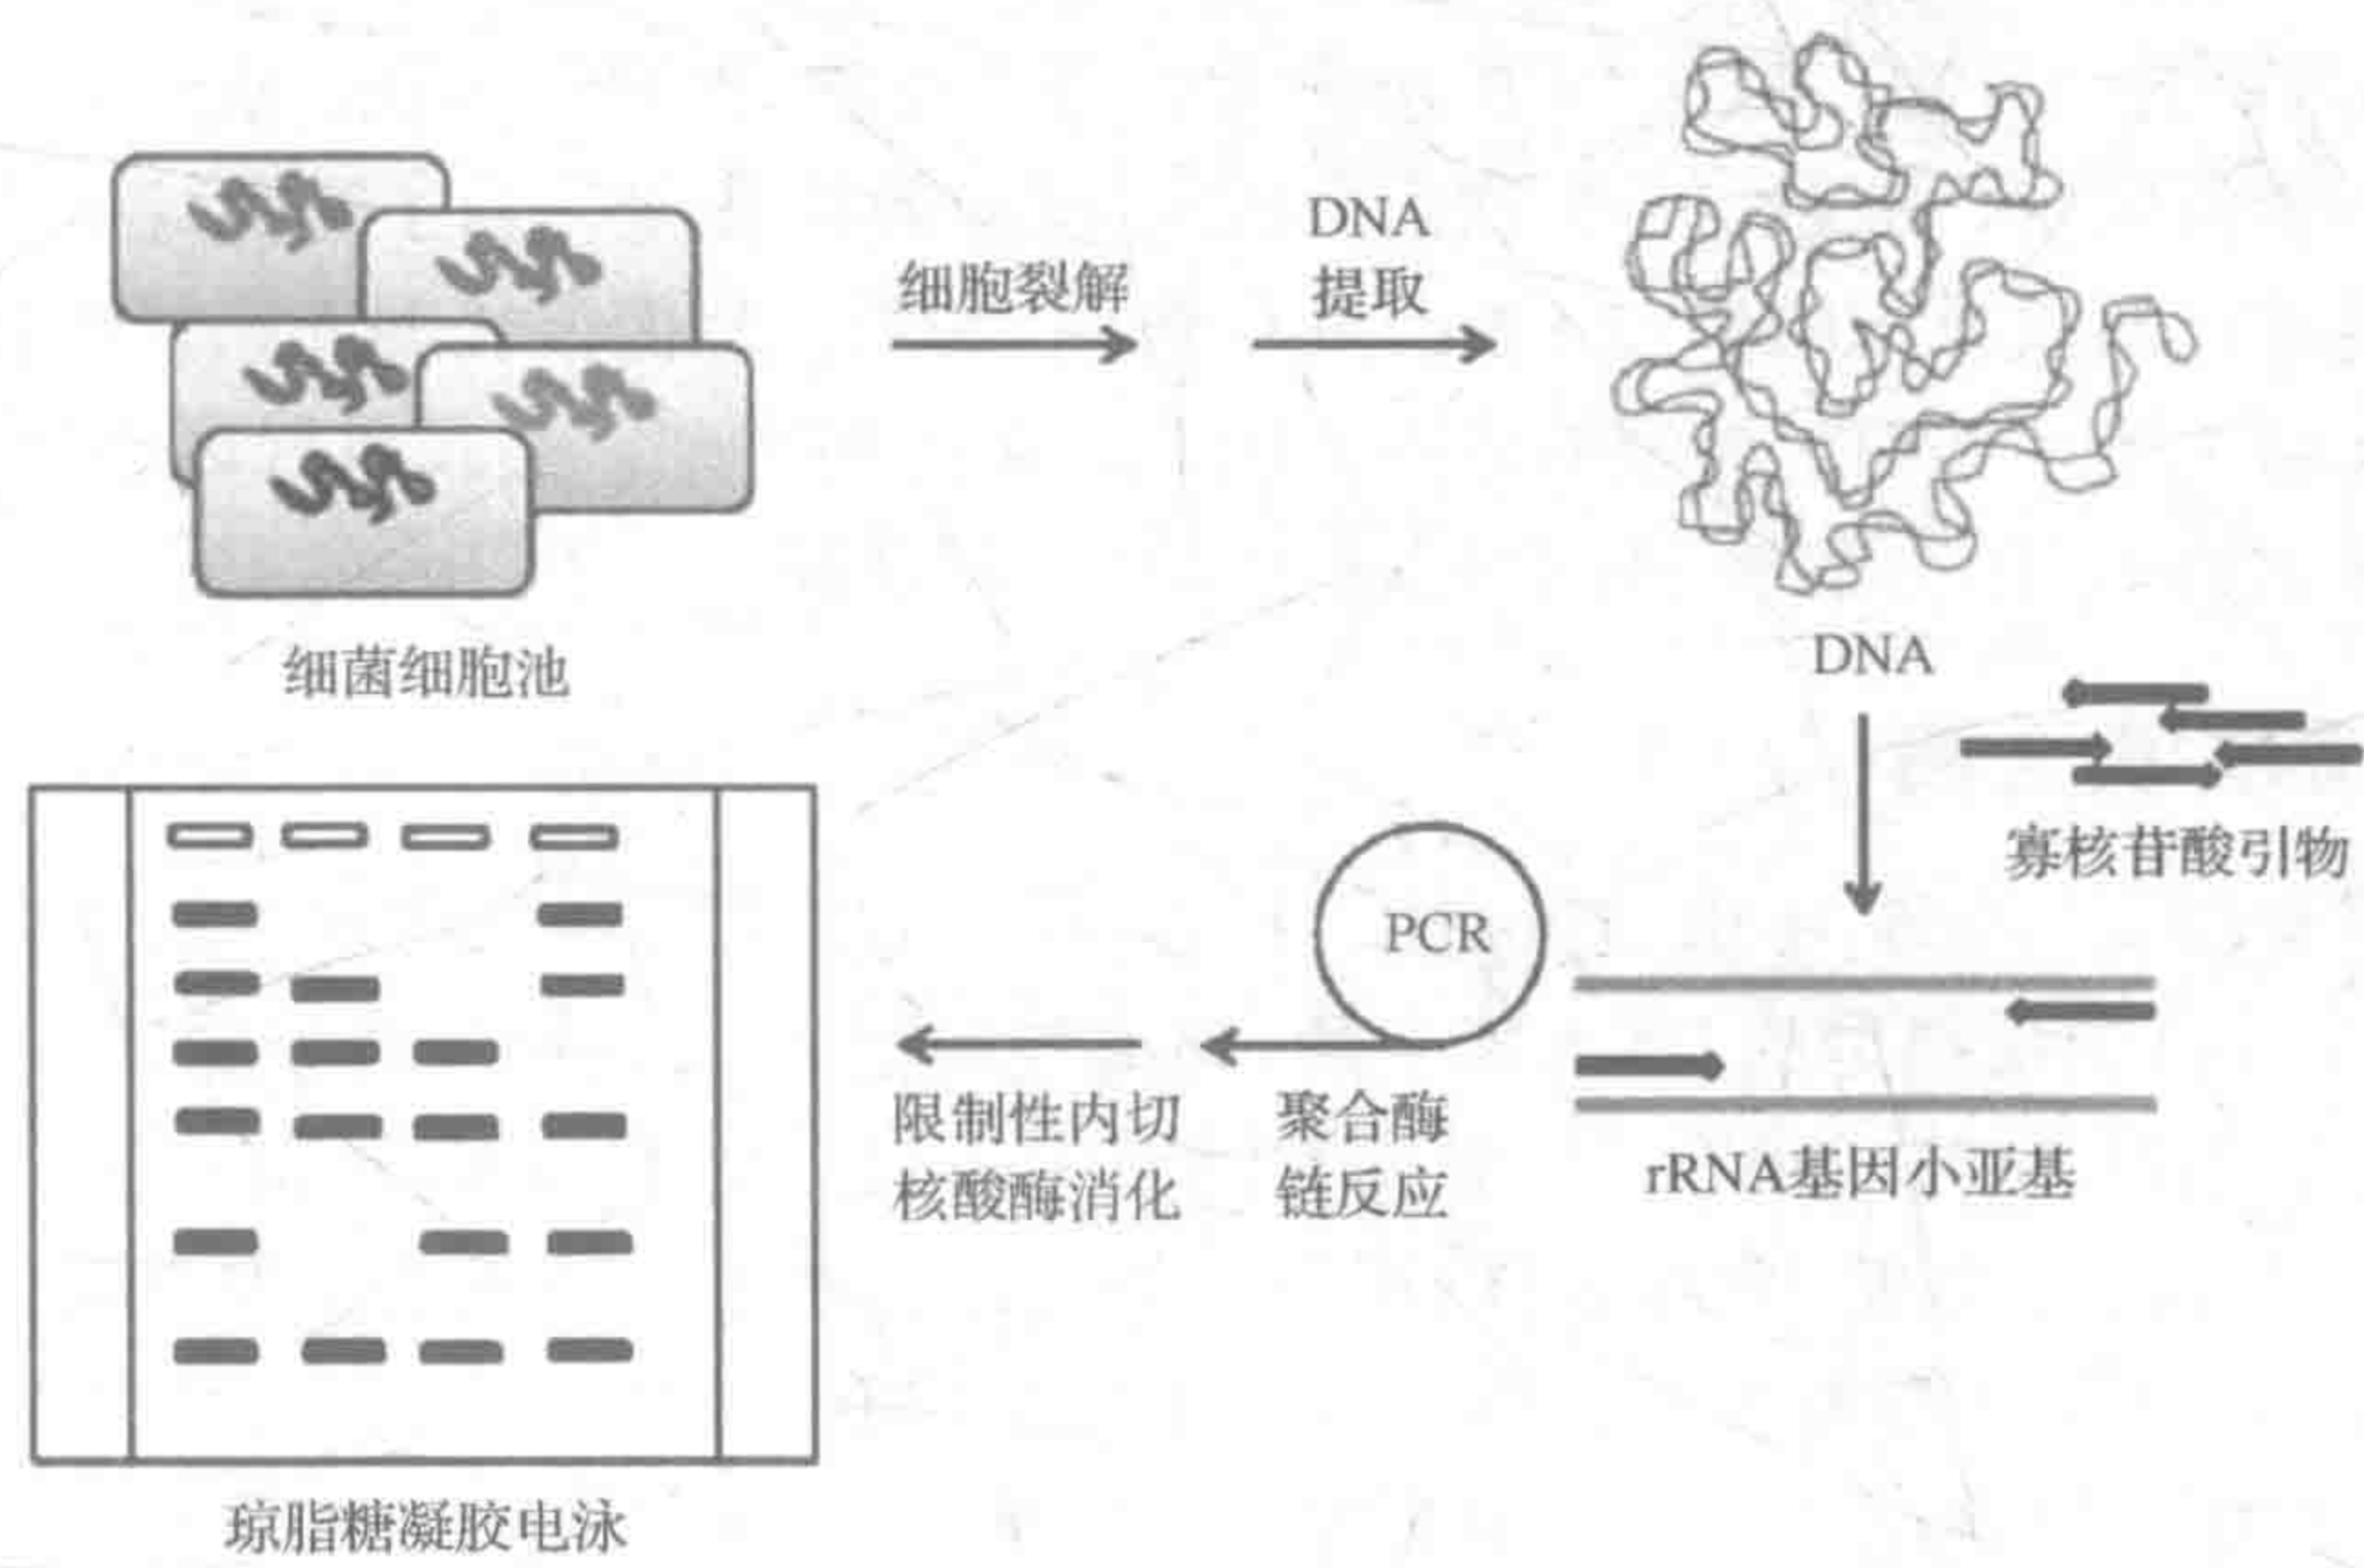 细胞裂解
DNA
提取
细菌细胞池
DNA
寡核苷酸引物
PCR
限制性内切
核酸酶消化
聚合酶
链反应
rRNA基因小亚基
琼脂糖凝胶电泳